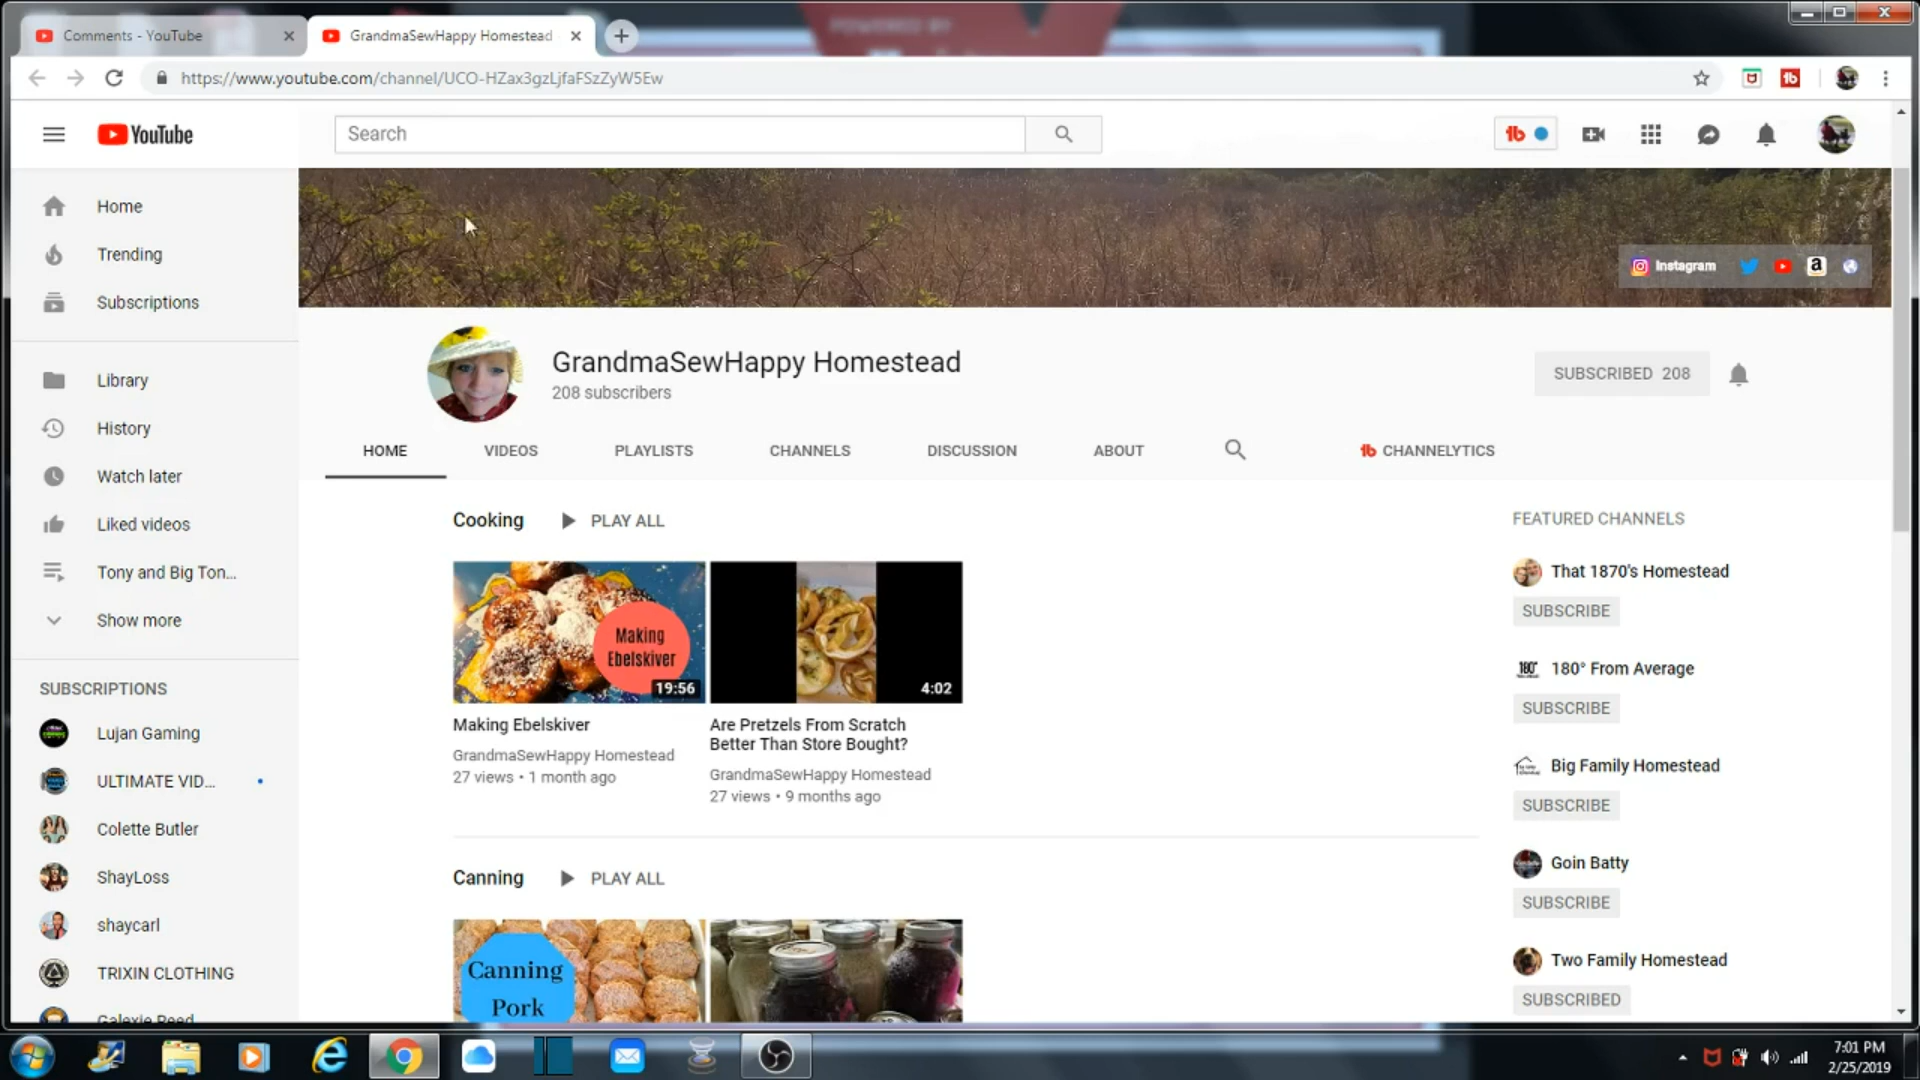 POWERED BY
Comments - YouTube
GrandmaSewHappy Homestead
https://www.youtube.com/channel/UCO-HZax3gzLjfaFSzZyW5Ew
YouTube
Search
Home
Trending
Subscriptions
Library
History
Watch later
Liked videos
Tony and Big Ton...
Show more
SUBSCRIPTIONS
Lujan Gaming
ULTIMATE VID...
Colette Butler
ShayLoss
shaycarl
TRIXIN CLOTHING
Galexie Reed
Instagram
GrandmaSewHappy Homestead
208 subscribers
SUBSCRIBED 208
HOME VIDEOS PLAYLISTS CHANNELS DISCUSSION ABOUT CHANNELYTICS
Cooking PLAY ALL
Making
Ebelskiver
19:56
4:02
Making Ebelskiver
GrandmaSewHappy Homestead
27 views • 1 month ago
Are Pretzels From Scratch
Better Than Store Bought?
GrandmaSewHappy Homestead
27 views • 9 months ago
Canning PLAY ALL
Canning
Pork
FEATURED CHANNELS
That 1870's Homestead
SUBSCRIBE
180° From Average
SUBSCRIBE
Big Family Homestead
SUBSCRIBE
Goin Batty
SUBSCRIBE
Two Family Homestead
SUBSCRIBED
7:01 PM
2/25/2019